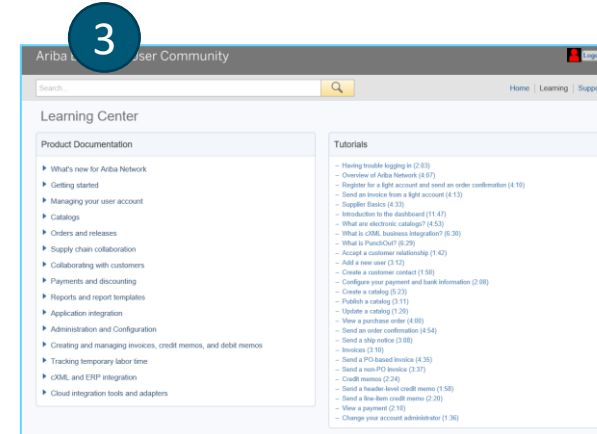 3
Ariba User Community
Search...
Home | Learning | Suppo
Learning Center
Product Documentation
What's new for Ariba Network
Getting started
Managing your user account
Catalogs
Orders and releases
Supply chain collaboration
Collaborating with customers
Payments and discounting
Reports and report templates
Application integration
Administration and Configuration
Creating and managing invoices, credit memos, and debit memos
Tracking temporary labor time
cXML and ERP integration
Cloud integration tools and adapters
Tutorials
– Having trouble logging in (2:03)
– Overview of Ariba Network (4:07)
– Register for a light account and send an order confirmation (4:19)
– Send an invoice from a light account (4:13)
– Supplier Basics (4:33)
– Introduction to the dashboard (11:47)
– What are electronic catalogs? (4:53)
– What is cXML business integration? (6:30)
– What is PunchOut? (6:29)
– Accept a customer relationship (1:42)
– Add a new user (3:12)
– Create a customer contact (1:58)
– Configure your payment and bank information (2:08)
– Create a catalog (5:23)
– Publish a catalog (3:11)
– Update a catalog (1:20)
– View a purchase order (4:00)
– Send an order confirmation (4:54)
– Send a ship notice (3:08)
– Invoices (3:10)
– Send a PO-based invoice (4:35)
– Send a non-PO invoice (3:37)
– Credit memos (2:24)
– Send a header-level credit memo (1:58)
– Send a line-item credit memo (2:20)
– View a payment (2:10)
– Change your account administrator (1:36)